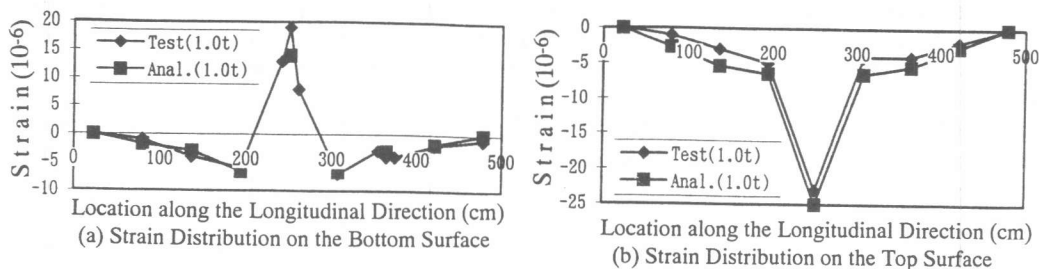 20
15
10
5
0
-5
-10
Strain (10-6)
Test(1.0t)
Anal.(1.0t)
0
100
200
300
400
500
Location along the Longitudinal Direction (cm)
(a) Strain Distribution on the Bottom Surface
0
-5
-10
-15
-20
-25
Strain (10-6)
0
100
200
300
400
500
Test(1.0t)
Anal.(1.0t)
Location along the Longitudinal Direction (cm)
(b) Strain Distribution on the Top Surface